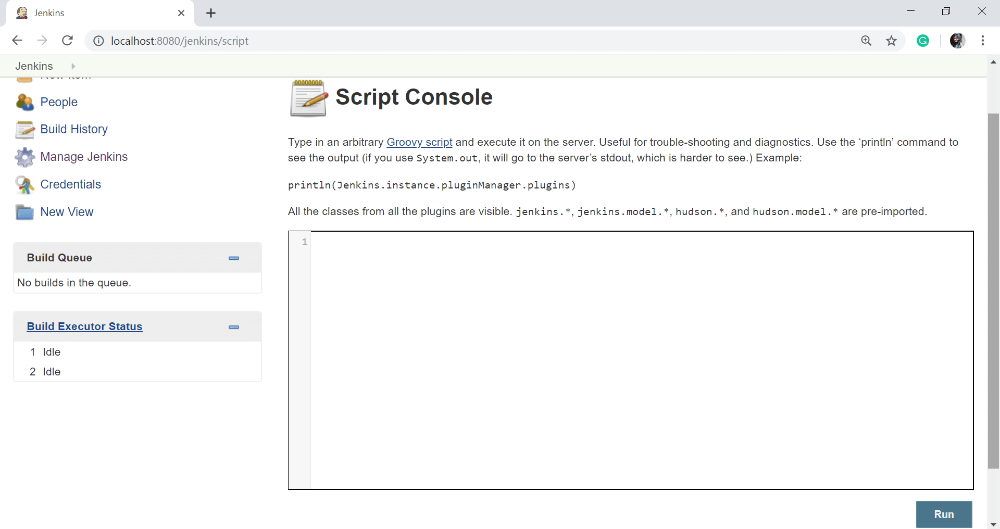 Jenkins
localhost:8080/jenkins/script
Jenkins
New Item
People
Build History
Manage Jenkins
Credentials
New View
Build Queue
No builds in the queue.
Build Executor Status
1 Idle
2 Idle
Script Console
Type in an arbitrary Groovy script and execute it on the server. Useful for trouble-shooting and diagnostics. Use the ‘println’ command to
see the output (if you use System.out, it will go to the server’s stdout, which is harder to see.) Example:
println(Jenkins.instance.pluginManager.plugins)
All the classes from all the plugins are visible. jenkins.*, jenkins.model.*, hudson.*, and hudson.model.* are pre-imported.
1
Run